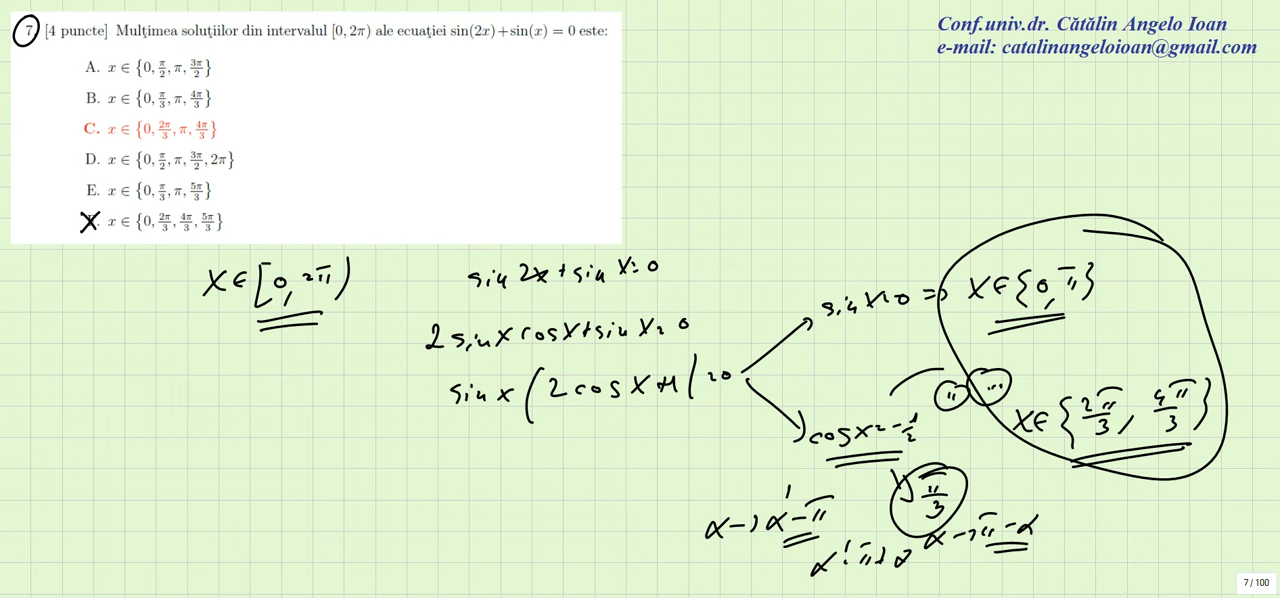 7 [4 puncte] Mulţimea soluţiilor din intervalul [0, 2π) ale ecuaţiei sin(2x)+sin(x) = 0 este:
A. x ∈ {0, π/2, π, 3π/2}
B. x ∈ {0, π/3, π, 4π/3}
C. x ∈ {0, 2π/3, π, 4π/3}
D. x ∈ {0, π/2, π, 3π/2, 2π}
E. x ∈ {0, π/3, π, 5π/3}
x ∈ {0, 2π/3, 4π/3, 5π/3}
Conf.univ.dr. Cătălin Angelo Ioan
e-mail: catalinangeloioan@gmail.com
x∈[0, 2π)
sin 2x + sin x = 0
2 sin x cos x + sin x = 0
sin x (2 cos x + 1) = 0
sin x = 0 => x∈{0, π}
cos x = -1/2
x∈{2π/3, 4π/3}
π/3
α → α' - π
α → π - α
α' = π + α
7 / 100